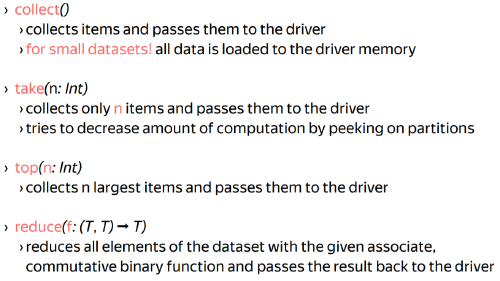 › collect()
› collects items and passes them to the driver
› for small datasets! all data is loaded to the driver memory
› take(n: Int)
› collects only n items and passes them to the driver
› tries to decrease amount of computation by peeking on partitions
› top(n: Int)
› collects n largest items and passes them to the driver
› reduce(f: (T, T) → T)
› reduces all elements of the dataset with the given associate,
commutative binary function and passes the result back to the driver